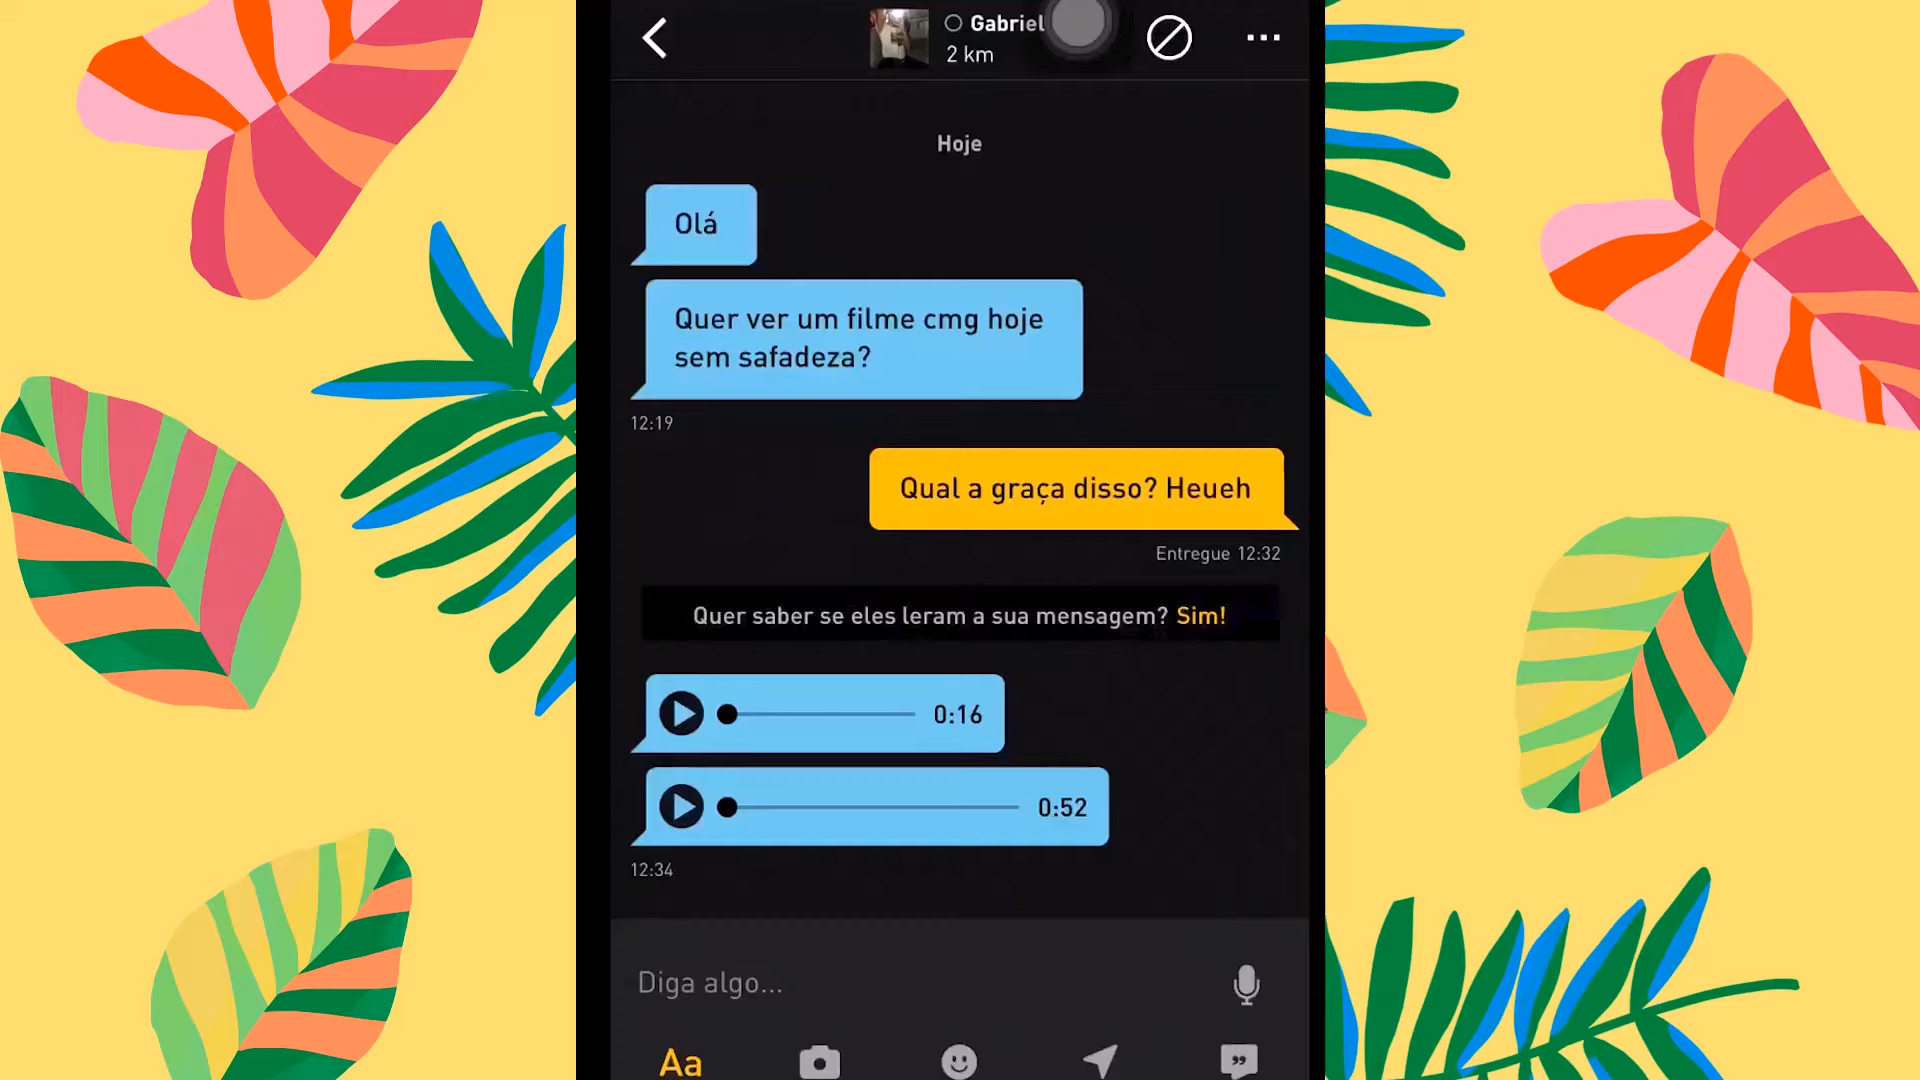 Gabriel
2 km
Hoje
Olá
Quer ver um filme cmg hoje
sem safadeza?
12:19
Qual a graça disso? Heueh
Entregue 12:32
Quer saber se eles leram a sua mensagem? Sim!
0:16
0:52
12:34
Diga algo...
Aa